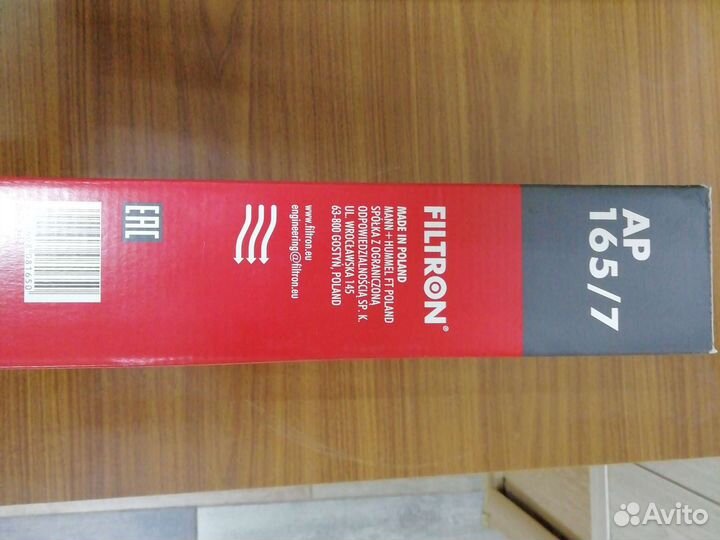 AP
165/7
FILTRON®
MADE IN POLAND
MANN+HUMMEL FT POLAND
SPÓŁKA Z OGRANICZONĄ
ODPOWIEDZIALNOŚCIĄ SP. K.
UL. WROCŁAWSKA 145
63-800 GOSTYŃ, POLAND
www.filtron.eu
engineering@filtron.eu
EAC
Avito